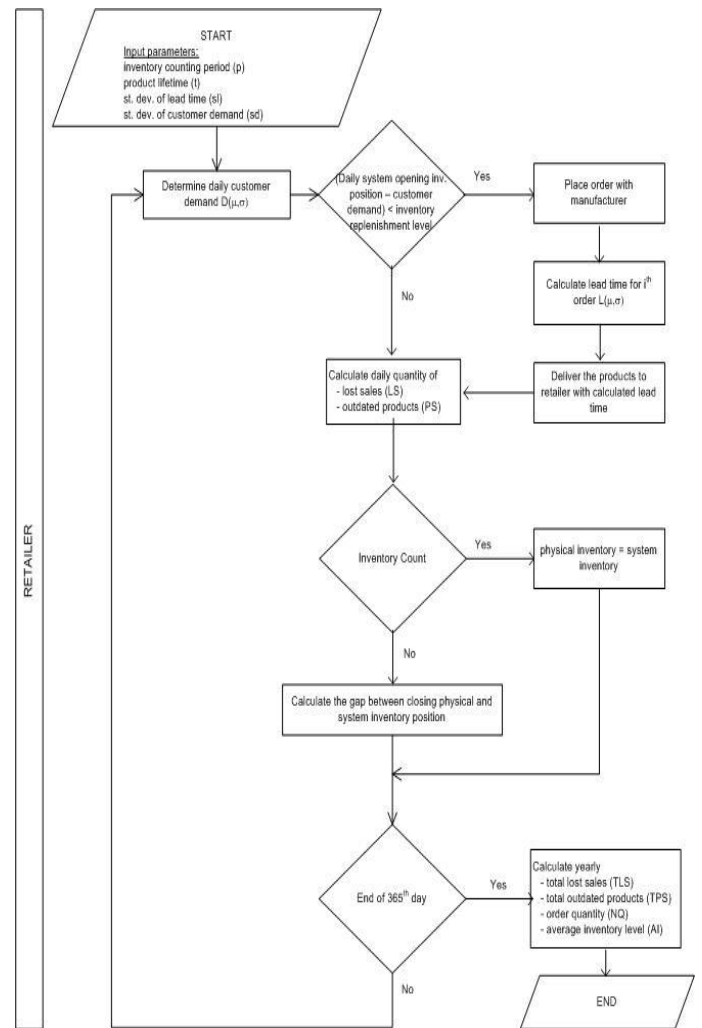 START
Input parameters:
inventory counting period (p)
product lifetime (t)
st. dev. of lead time (sl)
st. dev. of customer demand (sd)
Determine daily customer
demand D(μ,σ)
(Daily system opening inv.
position – customer
demand) < inventory
replenishment level
Yes
Place order with
manufacturer
No
Calculate lead time for iᵗʰ
order L(μ,σ)
Calculate daily quantity of
- lost sales (LS)
- outdated products (PS)
Deliver the products to
retailer with calculated lead
time
RETAILER
Inventory Count
Yes
physical inventory = system
inventory
No
Calculate the gap between closing physical and
system inventory position
End of 365ᵗʰ day
Yes
Calculate yearly
- total lost sales (TLS)
- total outdated products (TPS)
- order quantity (NQ)
- average inventory level (AI)
No
END